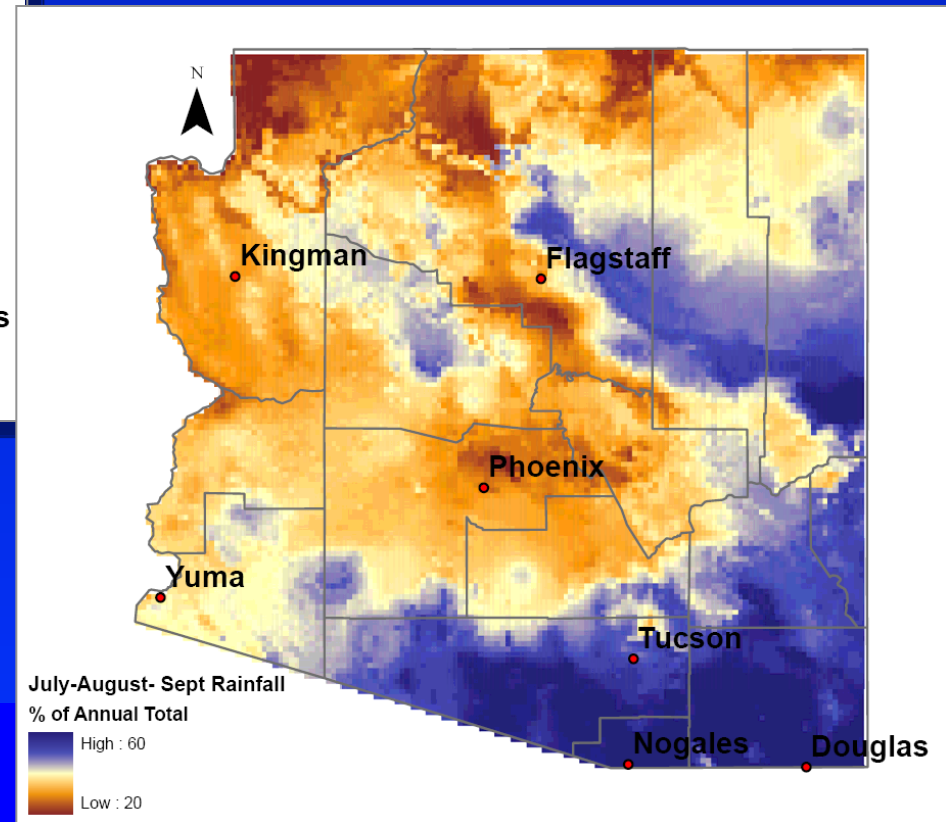 N
Kingman
Flagstaff
s
Phoenix
Yuma
Tucson
July-August- Sept Rainfall
% of Annual Total
High : 60
Nogales
Douglas
Low : 20